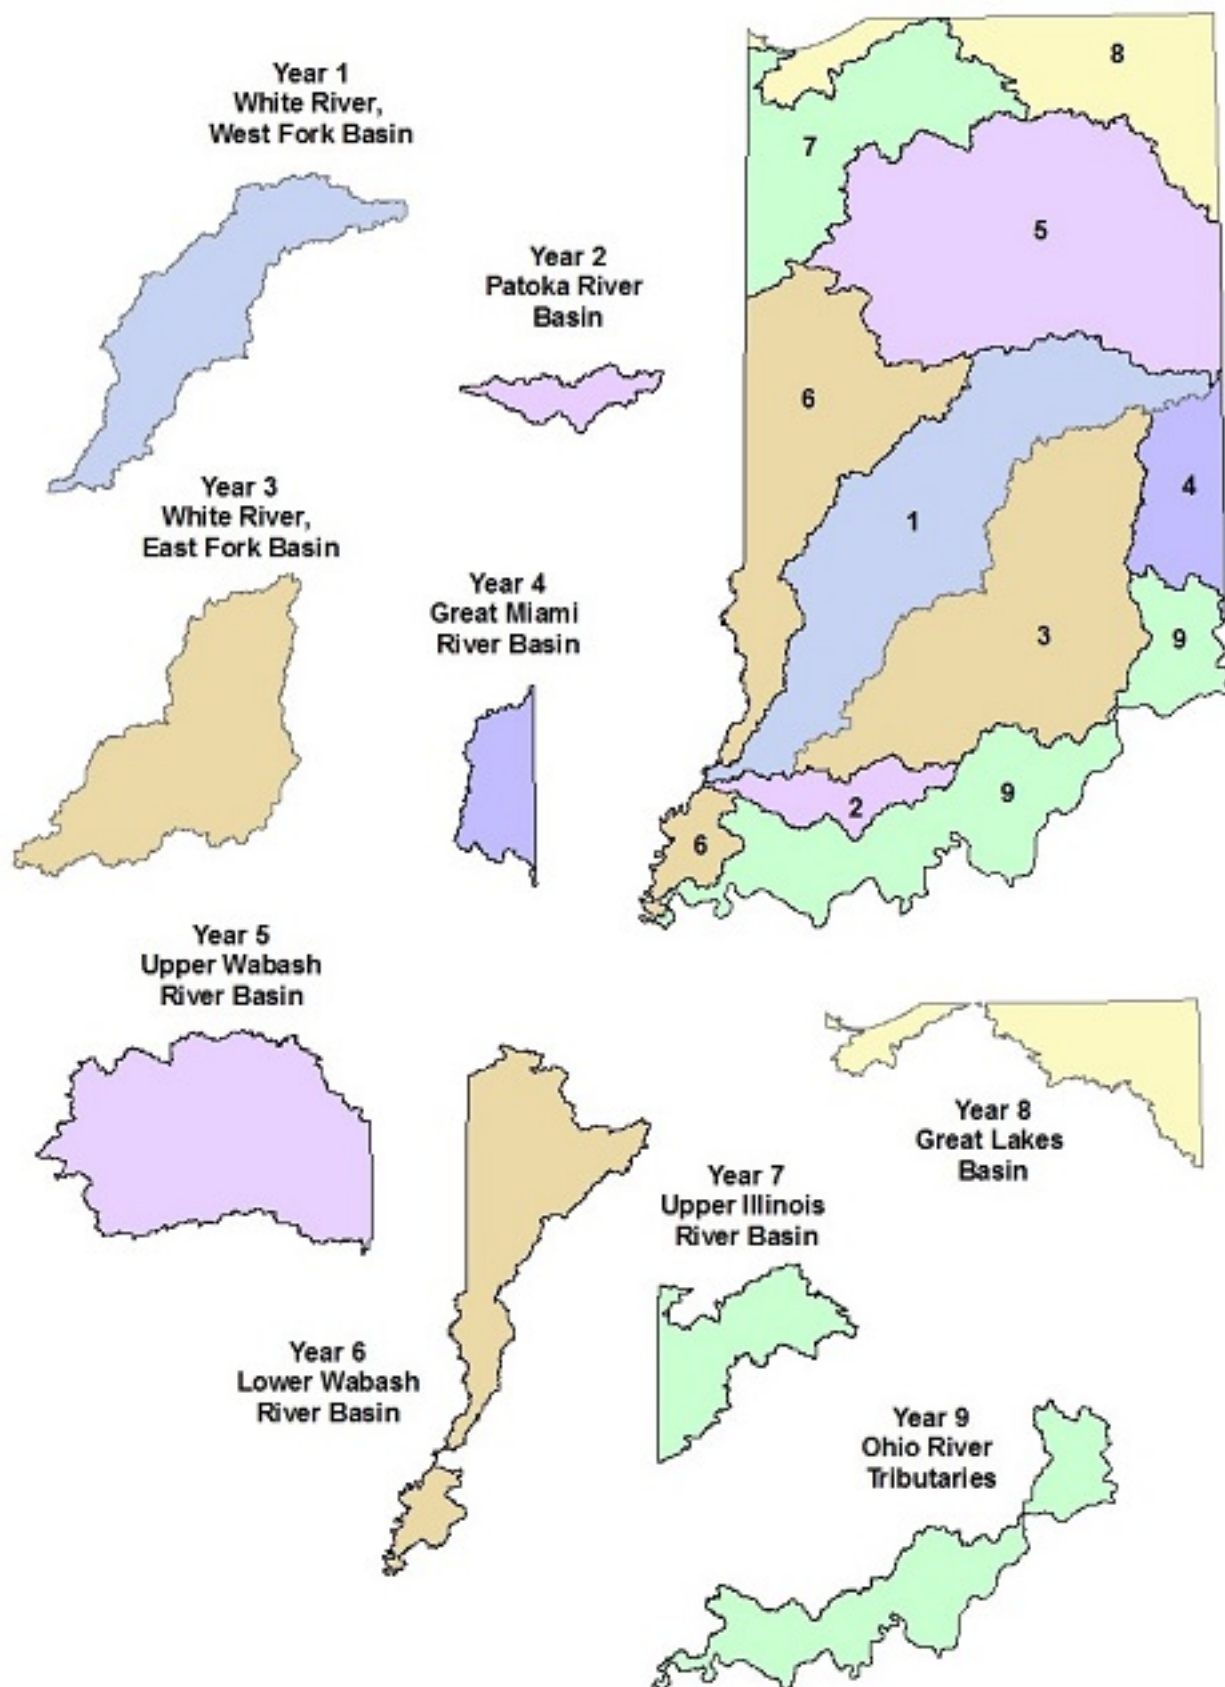 Year 1
White River,
West Fork Basin
8
7
Year 2
Patoka River
Basin
5
6
1
4
Year 3
White River,
East Fork Basin
Year 4
Great Miami
River Basin
3
9
2
9
6
Year 5
Upper Wabash
River Basin
Year 8
Great Lakes
Basin
Year 7
Upper Illinois
River Basin
Year 6
Lower Wabash
River Basin
Year 9
Ohio River
Tributaries